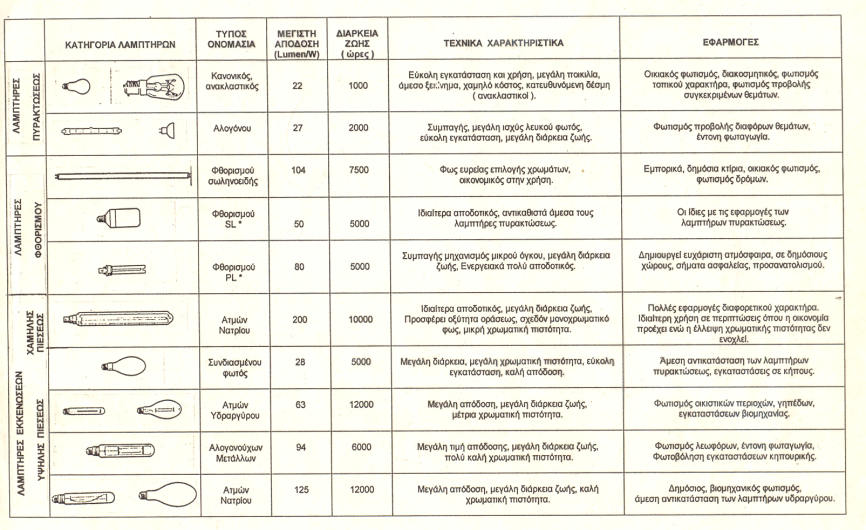 ΚΑΤΗΓΟΡΙΑ ΛΑΜΠΤΗΡΩΝ
ΤΥΠΟΣ
ΟΝΟΜΑΣΙΑ
ΜΕΓΙΣΤΗ
ΑΠΟΔΟΣΗ
(Lumen/W)
ΔΙΑΡΚΕΙΑ
ΖΩΗΣ
( ώρες )
ΤΕΧΝΙΚΑ ΧΑΡΑΚΤΗΡΙΣΤΙΚΑ
ΕΦΑΡΜΟΓΕΣ
ΛΑΜΠΤΗΡΕΣ
ΠΥΡΑΚΤΩΣΕΩΣ
Κανονικός,
ανακλαστικός
22
1000
Εύκολη εγκατάσταση και χρήση, μεγάλη ποικιλία,
άμεσο ξεκίνημα, χαμηλό κόστος, κατευθυνόμενη δέσμη
( ανακλαστικοί ).
Οικιακός φωτισμός, διακοσμητικός, φωτισμός
τοπικού χαρακτήρα, φωτισμός προβολής
συγκεκριμένων θεμάτων.
Αλογόνου
27
2000
Συμπαγής, μεγάλη ισχύς λευκού φωτός,
εύκολη εγκατάσταση, μεγάλη διάρκεια ζωής.
Φωτισμός προβολής διαφόρων θεμάτων,
έντονη φωταγωγία.
ΛΑΜΠΤΗΡΕΣ
ΦΘΟΡΙΣΜΟΥ
Φθορισμού
σωληνοειδής
104
7500
Φως ευρείας επιλογής χρωμάτων,
οικονομικός στην χρήση.
Εμπορικά, δημόσια κτίρια, οικιακός φωτισμός,
φωτισμός δρόμων.
Φθορισμού
SL *
50
5000
Ιδιαίτερα αποδοτικός, αντικαθιστά άμεσα τους
λαμπτήρες πυρακτώσεως.
Οι ίδιες με τις εφαρμογές των
λαμπτήρων πυρακτώσεως.
Φθορισμού
PL *
80
5000
Συμπαγής μηχανισμός μικρού όγκου, μεγάλη διάρκεια
ζωής, Ενεργειακά πολύ αποδοτικός.
Δημιουργεί ευχάριστη ατμόσφαιρα, σε δημόσιους
χώρους, σήματα ασφαλείας, προσανατολισμού.
ΛΑΜΠΤΗΡΕΣ ΕΚΚΕΝΩΣΕΩΝ
ΧΑΜΗΛΗΣ
ΠΙΕΣΕΩΣ
Ατμών
Νατρίου
200
10000
Ιδιαίτερα αποδοτικός, μεγάλη διάρκεια ζωής,
Προσφέρει οξύτητα οράσεως, σχεδόν μονοχρωματικό
φως, μικρή χρωματική πιστότητα.
Πολλές εφαρμογές διαφορετικού χαρακτήρα.
Ιδιαίτερη χρήση σε περιπτώσεις όπου η οικονομία
προέχει ενώ η έλλειψη χρωματικής πιστότητας δεν
ενοχλεί.
ΥΨΗΛΗΣ ΠΙΕΣΕΩΣ
Συνδιασμένου
φωτός
28
5000
Μεγάλη διάρκεια, μεγάλη χρωματική πιστότητα, εύκολη
εγκατάσταση, καλή απόδοση.
Άμεση αντικατάσταση των λαμπτήρων
πυρακτώσεως, εγκαταστάσεις σε κήπους.
Ατμών
Υδραργύρου
63
12000
Μεγάλη απόδοση, μεγάλη διάρκεια ζωής,
μέτρια χρωματική πιστότητα.
Φωτισμός οικιστικών περιοχών, γηπέδων,
εγκαταστάσεων βιομηχανίας.
Αλογονούχων
Μετάλλων
94
6000
Μεγάλη τιμή απόδοσης, μεγάλη διάρκεια ζωής,
πολύ καλή χρωματική πιστότητα.
Φωτισμός λεωφόρων, έντονη φωταγωγία,
Φωτοβόληση εγκαταστάσεων κηπουρικής.
Ατμών
Νατρίου
125
12000
Μεγάλη απόδοση, μεγάλη διάρκεια ζωής, καλή
χρωματική πιστότητα.
Δημόσιος, βιομηχανικός φωτισμός,
άμεση αντικατάσταση των λαμπτήρων υδραργύρου.